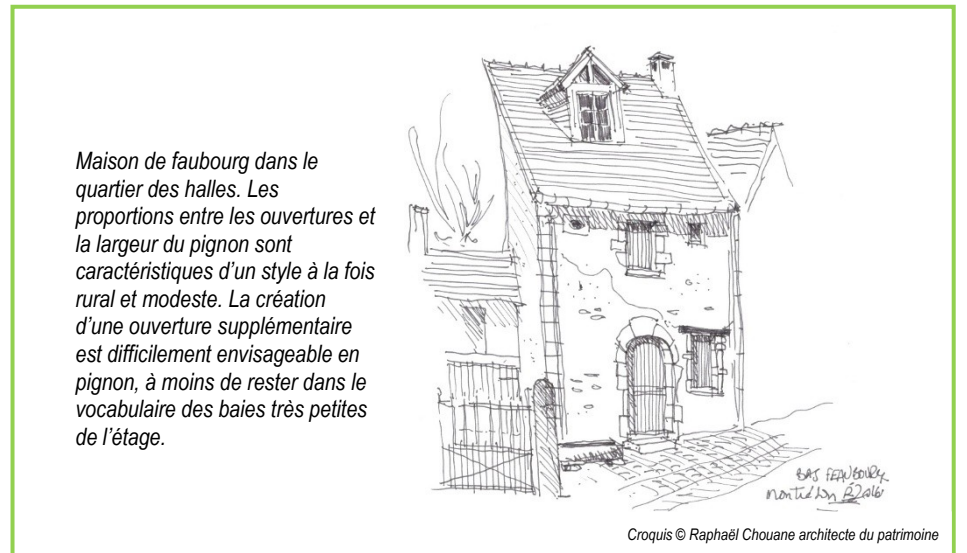 Maison de faubourg dans le
quartier des halles. Les
proportions entre les ouvertures et
la largeur du pignon sont
caractéristiques d’un style à la fois
rural et modeste. La création
d’une ouverture supplémentaire
est difficilement envisageable en
pignon, à moins de rester dans le
vocabulaire des baies très petites
de l’étage.
BAS
Croquis © Raphaël Chouane architecte du patrimoine